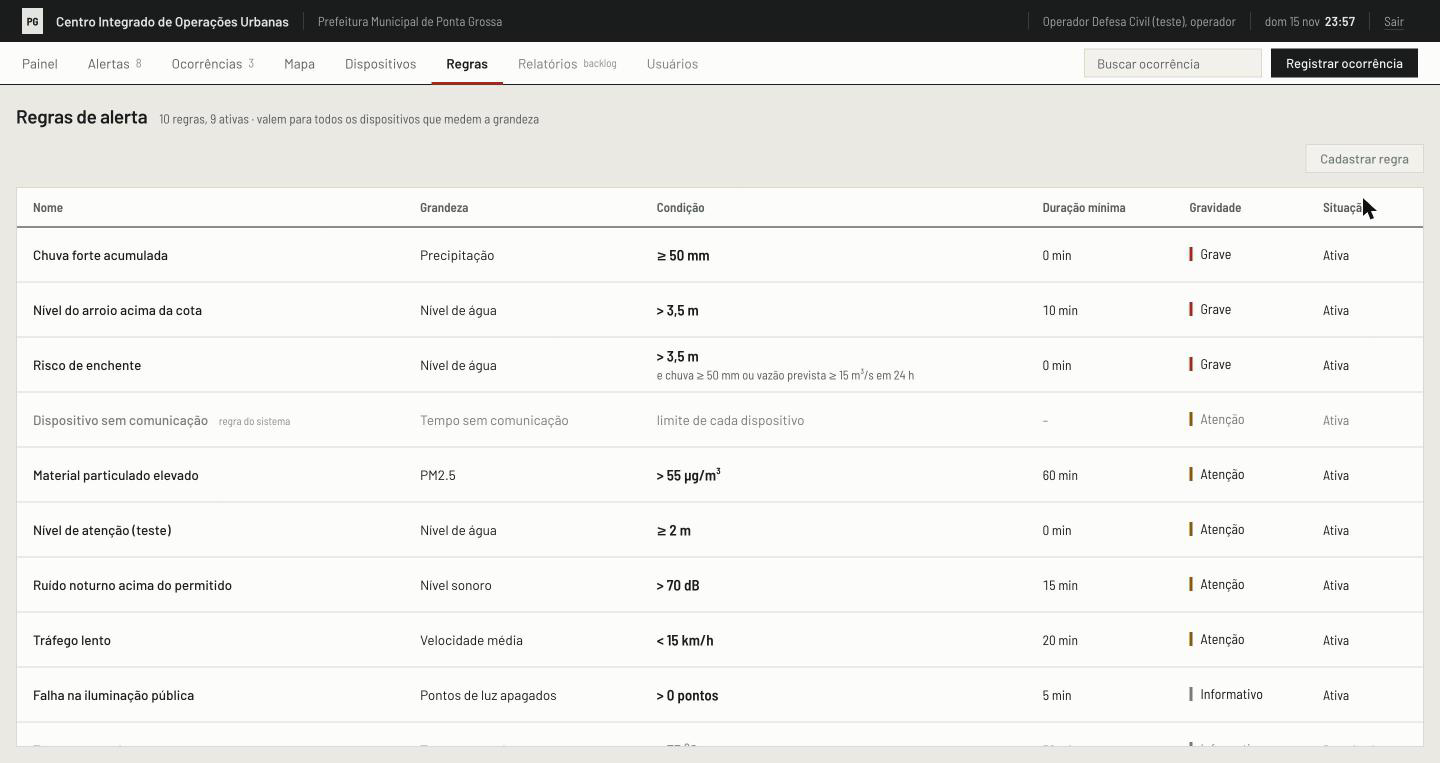 PG Centro Integrado de Operações Urbanas Prefeitura Municipal de Ponta Grossa Operador Defesa Civil (teste), operador dom 15 nov 23:57 Sair
Painel Alertas 8 Ocorrências 3 Mapa Dispositivos Regras Relatórios backlog Usuários Buscar ocorrência Registrar ocorrência
Regras de alerta 10 regras, 9 ativas · valem para todos os dispositivos que medem a grandeza
Cadastrar regra
Nome Grandeza Condição Duração mínima Gravidade
Chuva forte acumulada Precipitação ≥ 50 mm 0 min Grave Ativa
Nível do arroio acima da cota Nível de água > 3,5 m 10 min Grave Ativa
Risco de enchente Nível de água > 3,5 m 0 min Grave Ativa
e chuva ≥ 50 mm ou vazão prevista ≥ 15 m³/s em 24 h
Dispositivo sem comunicação regra do sistema Tempo sem comunicação limite de cada dispositivo – Atenção Ativa
Material particulado elevado PM2.5 > 55 µg/m³ 60 min Atenção Ativa
Nível de atenção (teste) Nível de água ≥ 2 m 0 min Atenção Ativa
Ruído noturno acima do permitido Nível sonoro > 70 dB 15 min Atenção Ativa
Tráfego lento Velocidade média < 15 km/h 20 min Atenção Ativa
Falha na iluminação pública Pontos de luz apagados > 0 pontos 5 min Informativo Ativa